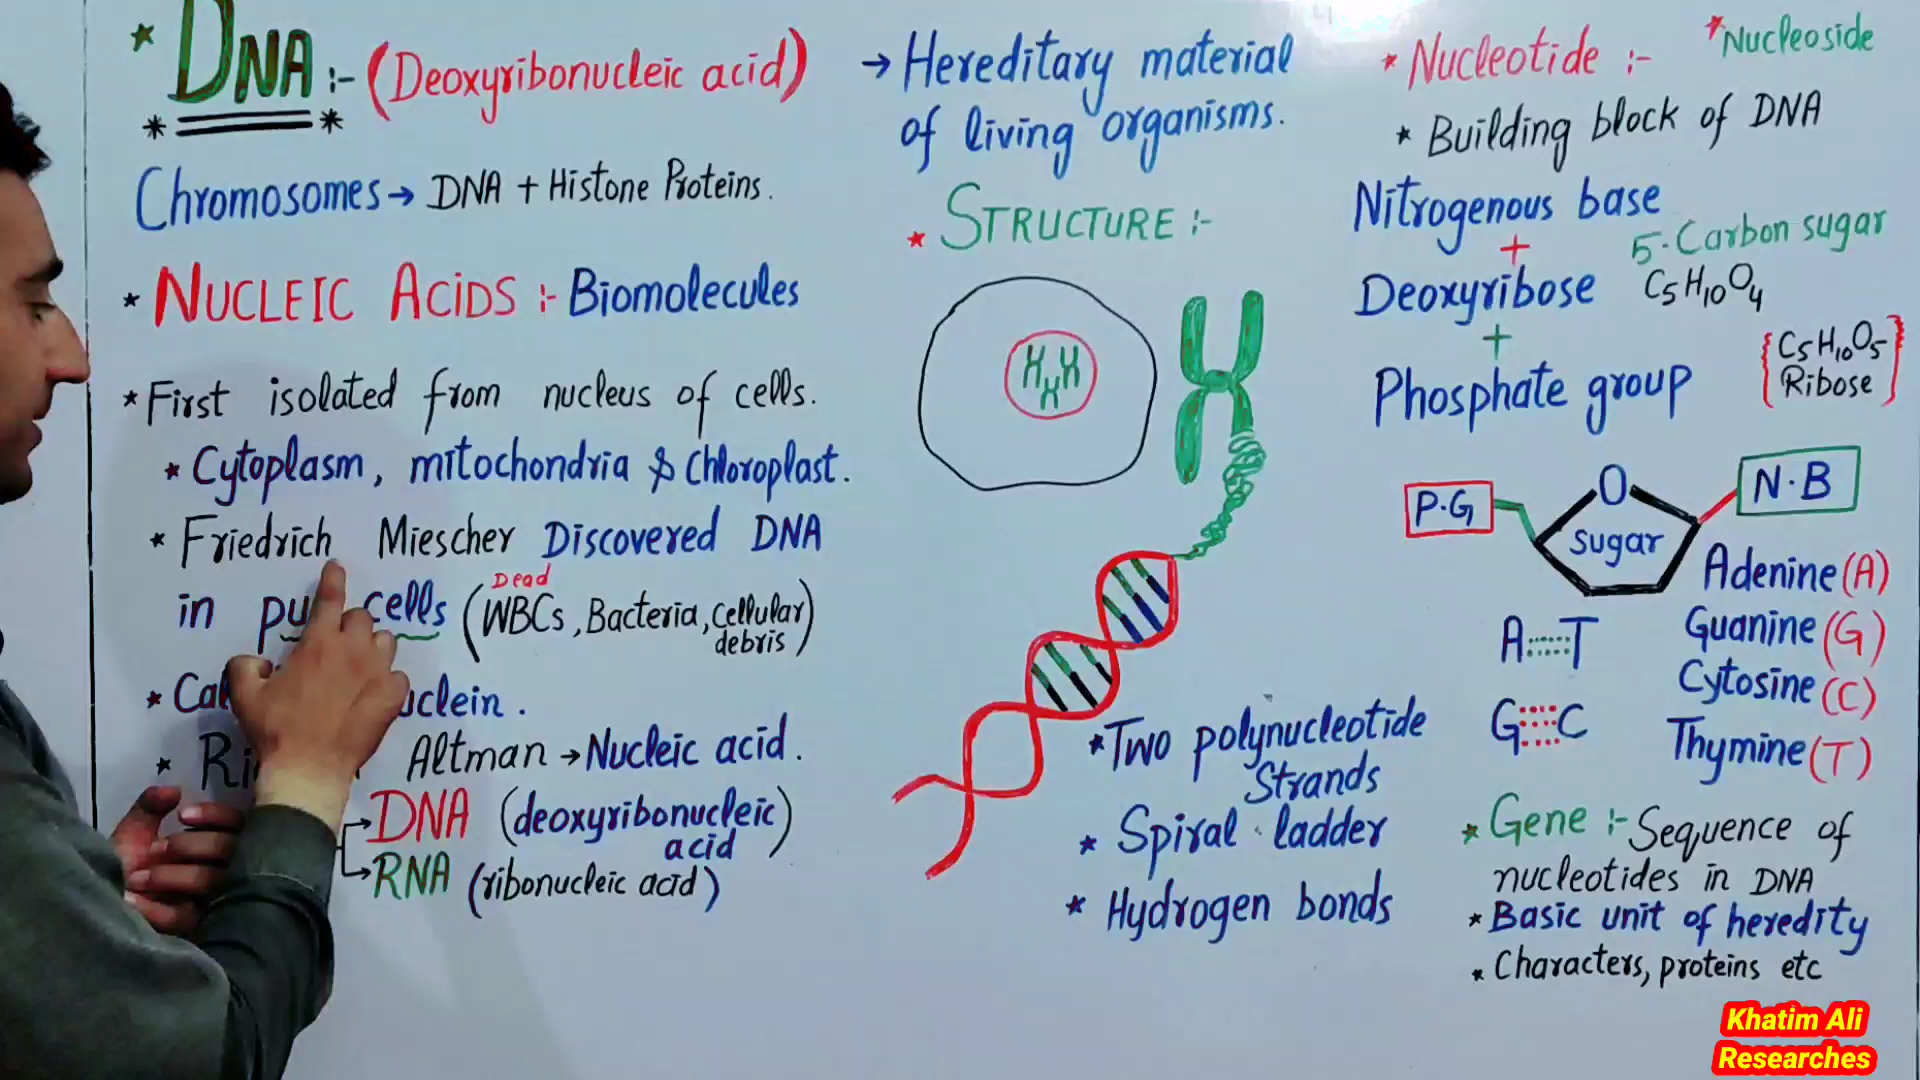 * DNA :- (Deoxyribonucleic acid)
Chromosomes → DNA + Histone Proteins.
* NUCLEIC ACIDS :- Biomolecules
* First isolated from nucleus of cells.
* Cytoplasm, mitochondria & Chloroplast.
* Friedrich Miescher Discovered DNA
in cells (Dead WBCs, Bacteria, cellular debris)
*
* Altman → Nucleic acid.
→ DNA (deoxyribonucleic acid)
→ RNA (ribonucleic acid)
→ Hereditary material
of living organisms.
* STRUCTURE :-
* Two polynucleotide
Strands
* Spiral ladder
* Hydrogen bonds
* Nucleotide :- * Nucleoside
* Building block of DNA
Nitrogenous base
+ 5-Carbon sugar
Deoxyribose C5H10O4
+
Phosphate group
{C5H10O5
Ribose}
P.G O N.B
sugar
Adenine (A)
Guanine (G)
Cytosine (C)
Thymine (T)
A T
G C
* Gene :- Sequence of
nucleotides in DNA
* Basic unit of heredity
* Characters, proteins etc
Khatim Ali
Researches